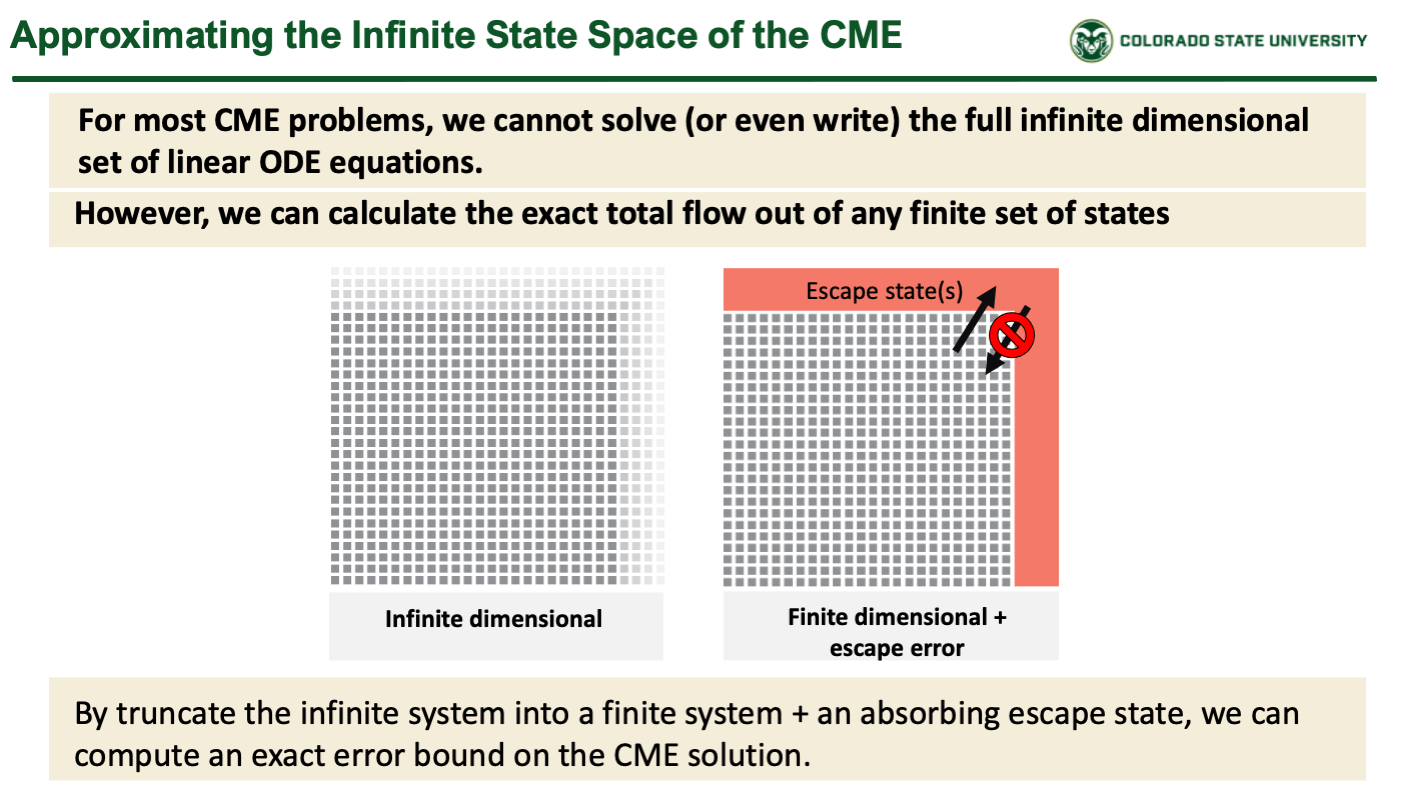 Approximating the Infinite State Space of the CME
COLORADO STATE UNIVERSITY
For most CME problems, we cannot solve (or even write) the full infinite dimensional
set of linear ODE equations.
However, we can calculate the exact total flow out of any finite set of states
Escape state(s)
Infinite dimensional
Finite dimensional +
escape error
By truncate the infinite system into a finite system + an absorbing escape state, we can
compute an exact error bound on the CME solution.